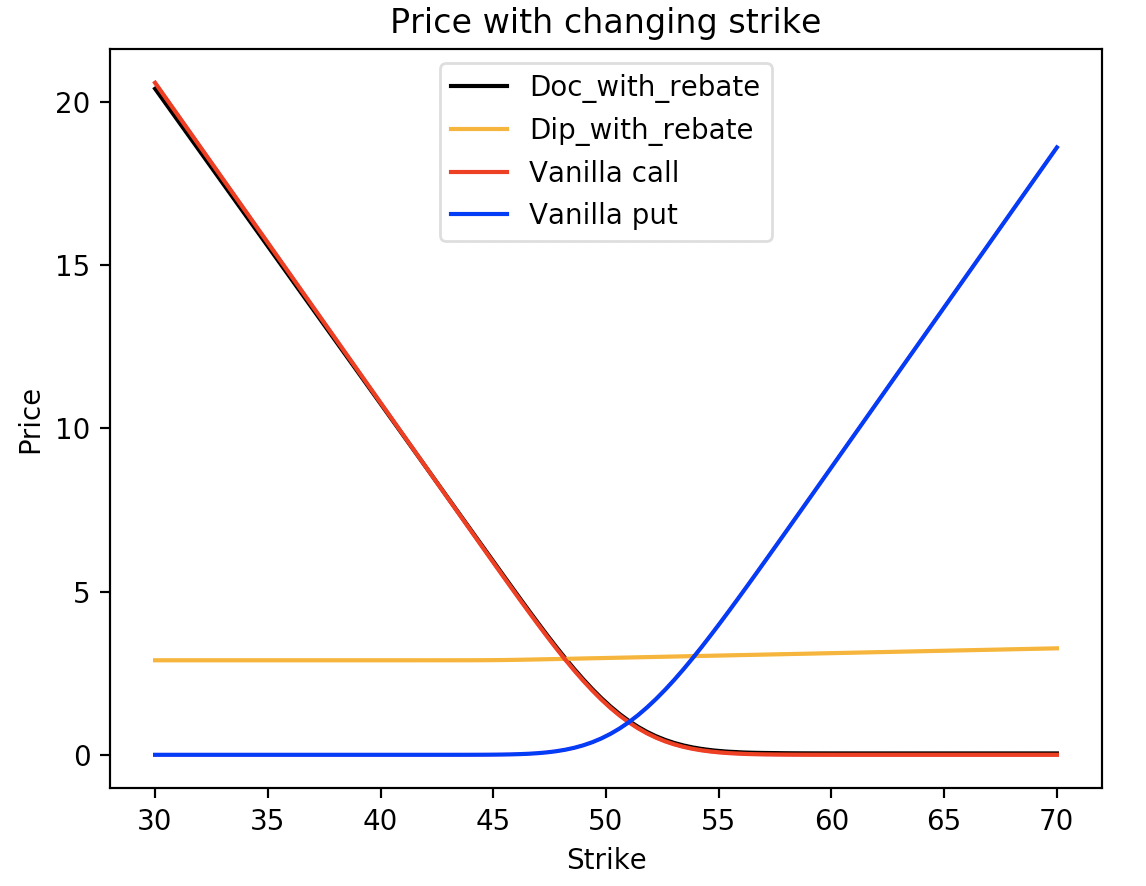 Price with changing strike
Doc_with_rebate
Dip_with_rebate
Vanilla call
Vanilla put
Price
20
15
10
5
0
30 35 40 45 50 55 60 65 70
Strike